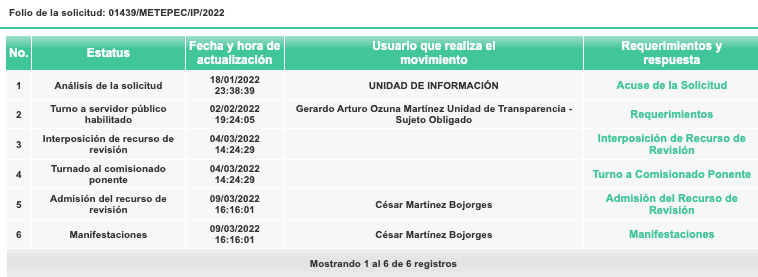 Folio de la solicitud: 01439/METEPEC/IP/2022
No. Estatus Fecha y hora de actualización Usuario que realiza el movimiento Requerimientos y respuesta
1 Análisis de la solicitud 18/01/2022 23:38:39 UNIDAD DE INFORMACIÓN Acuse de la Solicitud
2 Turno a servidor público habilitado 02/02/2022 19:24:05 Gerardo Arturo Ozuna Martínez Unidad de Transparencia - Sujeto Obligado Requerimientos
3 Interposición de recurso de revisión 04/03/2022 14:24:29 Interposición de Recurso de Revisión
4 Turnado al comisionado ponente 04/03/2022 14:24:29 Turno a Comisionado Ponente
5 Admisión del recurso de revisión 09/03/2022 16:16:01 César Martínez Bojorges Admisión del Recurso de Revisión
6 Manifestaciones 09/03/2022 16:16:01 César Martínez Bojorges Manifestaciones
Mostrando 1 al 6 de 6 registros